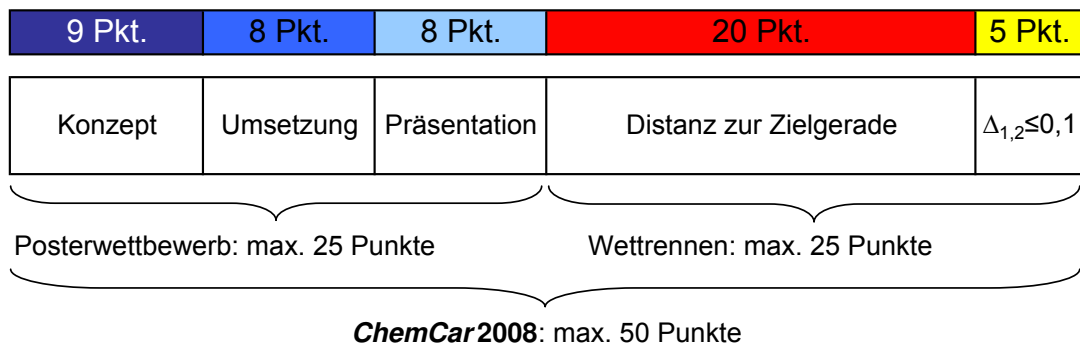 9 Pkt. 8 Pkt. 8 Pkt. 20 Pkt. 5 Pkt.
Konzept Umsetzung Präsentation Distanz zur Zielgerade Δ1,2≤0,1
Posterwettbewerb: max. 25 Punkte Wettrennen: max. 25 Punkte
ChemCar 2008: max. 50 Punkte